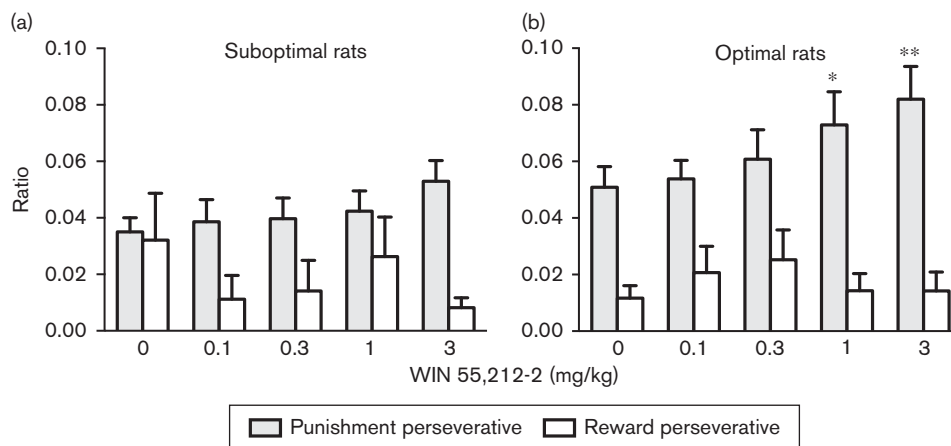 (a)
Suboptimal rats
0.10
0.08
0.06
0.04
0.02
0.00
Ratio
0 0.1 0.3 1 3
(b)
Optimal rats
0.10
0.08
0.06
0.04
0.02
0.00
* **
0 0.1 0.3 1 3
WIN 55,212-2 (mg/kg)
Punishment perseverative Reward perseverative